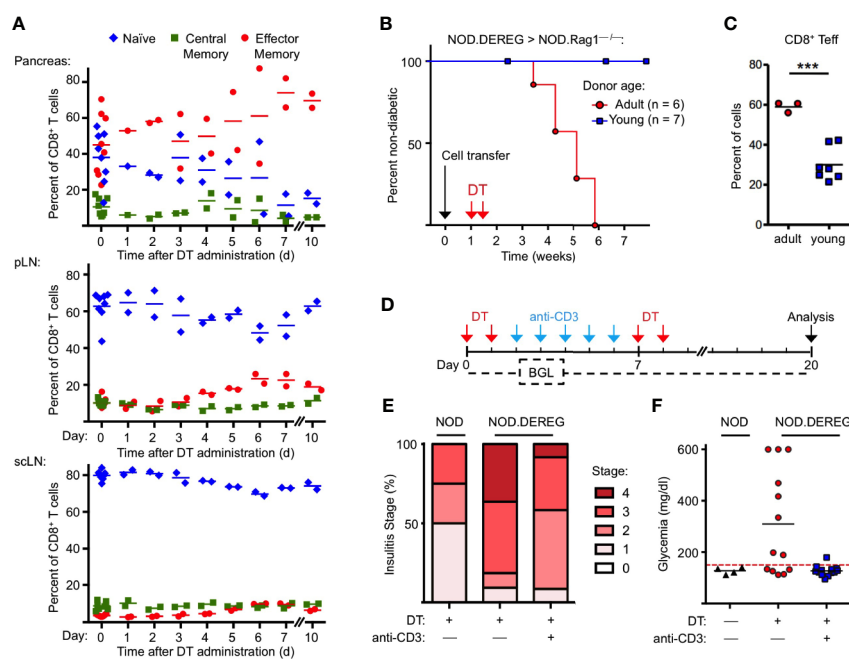 A
Naïve
Central
Memory
Effector
Memory
Pancreas:
Percent of CD8+ T cells
80
60
40
20
0 1 2 3 4 5 6 7 10
Time after DT administration (d)
pLN:
Percent of CD8+ T cells
80
60
40
20
Day: 0 1 2 3 4 5 6 7 10
Time after DT administration (d)
scLN:
Percent of CD8+ T cells
80
60
40
20
Day: 0 1 2 3 4 5 6 7 10
Time after DT administration (d)
B
NOD.DEREG > NOD.Rag1—/—:
Percent non-diabetic
100
50
Donor age:
Adult (n = 6)
Young (n = 7)
Cell transfer
DT
0 1 2 3 4 5 6 7
Time (weeks)
C
CD8+ Teff
***
Percent of cells
80
60
40
20
0
adult young
D
DT anti-CD3 DT Analysis
Day 0 7 20
BGL
E
NOD NOD.DEREG
Insulitis Stage (%)
100
50
Stage:
4
3
2
1
0
DT: + + +
anti-CD3: — — +
F
NOD NOD.DEREG
Glycemia (mg/dl)
600
400
200
0
DT: — + +
anti-CD3: — — +